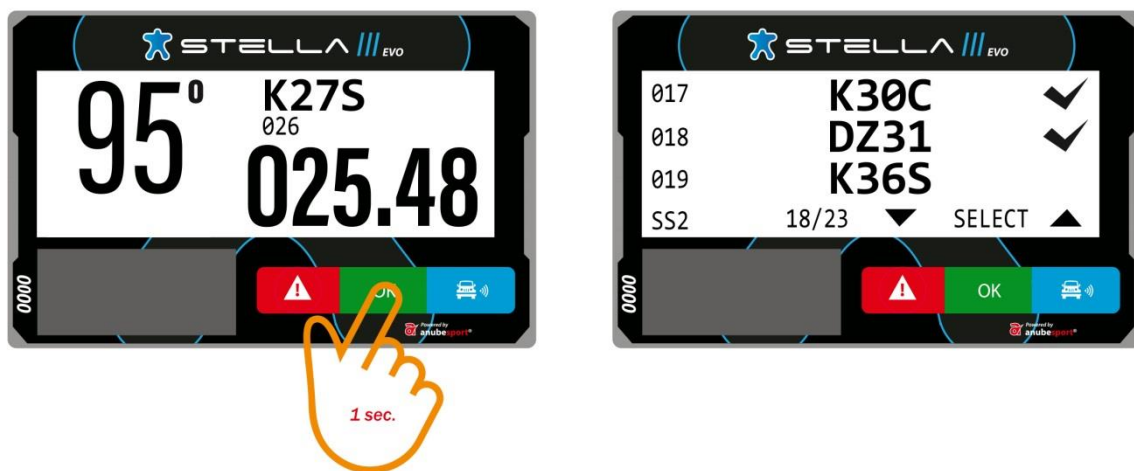 STELLA III EVO
95° K27S
026
025.48
0000
OK
Powered by
anubesport®
1 sec.
STELLA III EVO
017 K30C
018 DZ31
019 K36S
SS2 18/23 SELECT
0000
OK
Powered by
anubesport®